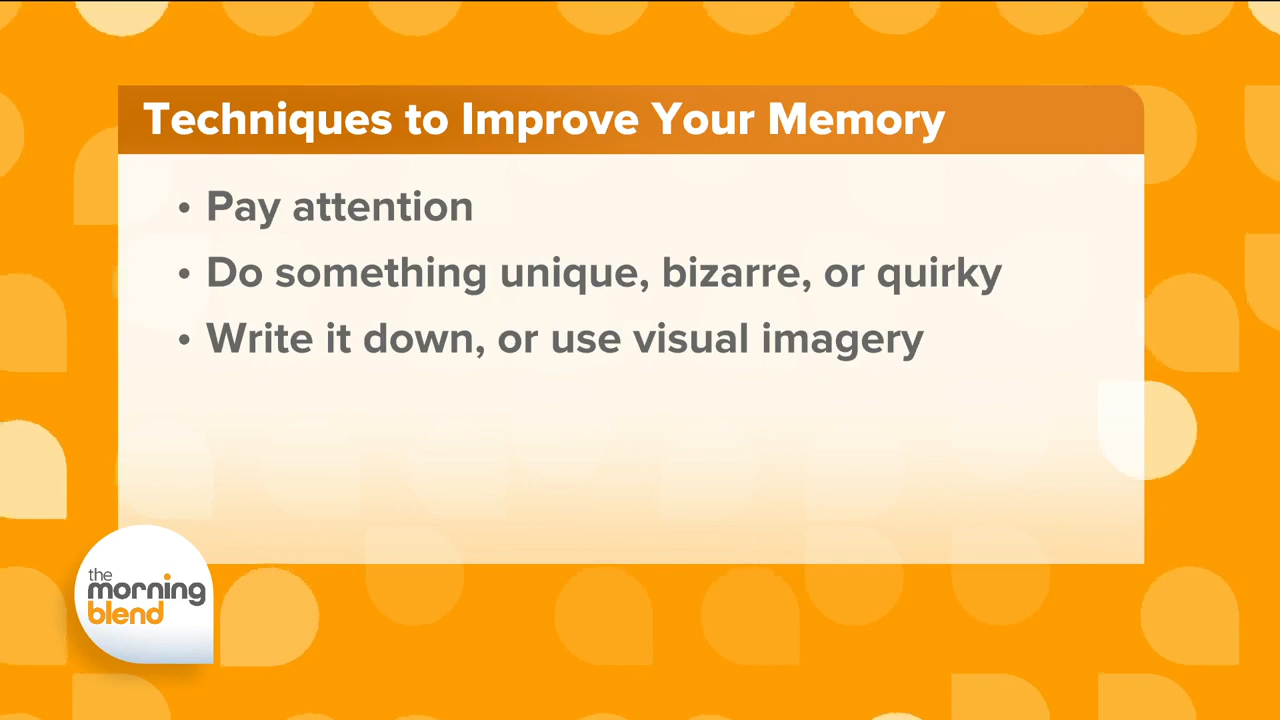 Techniques to Improve Your Memory
• Pay attention
• Do something unique, bizarre, or quirky
• Write it down, or use visual imagery
the
morning
blend